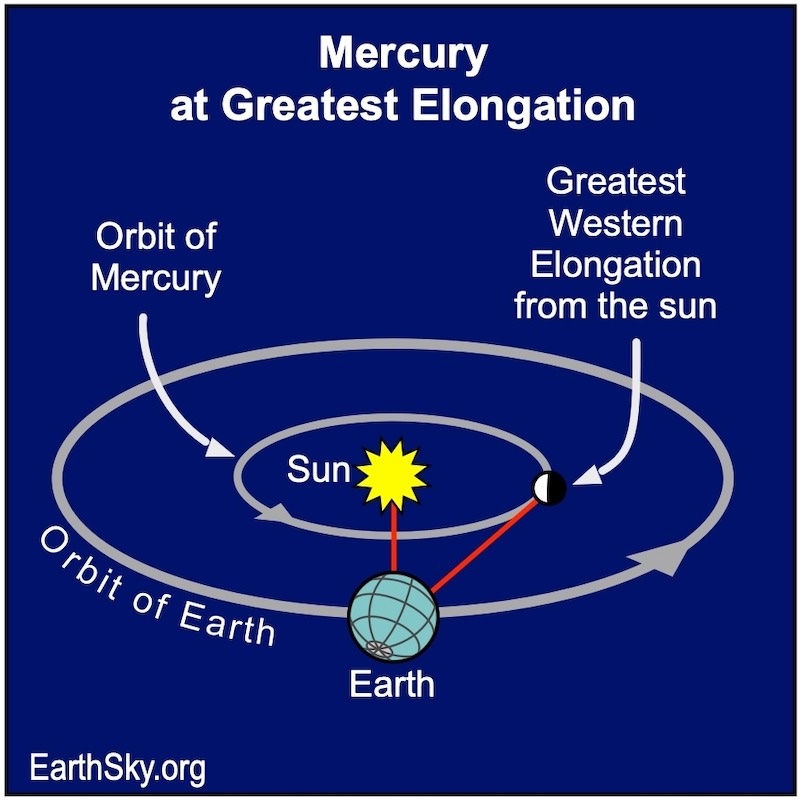 Mercury
at Greatest Elongation
Orbit of
Mercury
Greatest
Western
Elongation
from the sun
Sun
Orbit of Earth
Earth
EarthSky.org